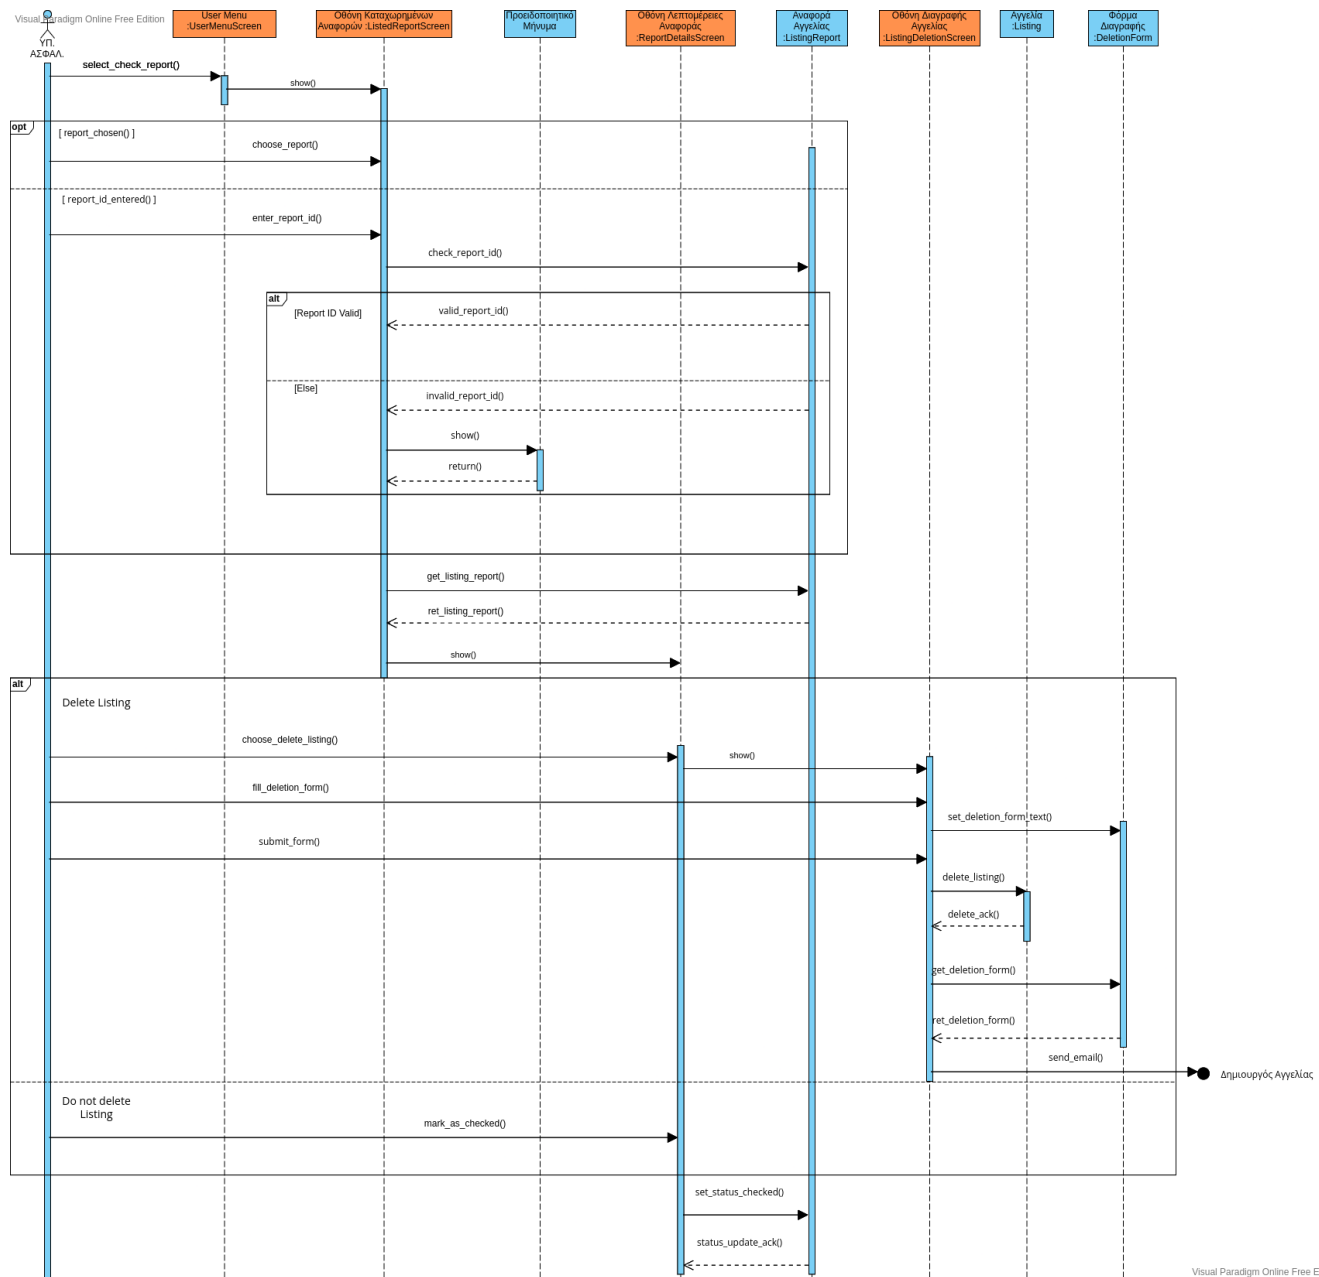 Visual Paradigm Online Free Edition
ΥΠ.
ΑΣΦΑΛ.
User Menu
:UserMenuScreen
Οθόνη Καταχωρημένων
Αναφορών :ListedReportScreen
Προειδοποιητικό
Μήνυμα
Οθόνη Λεπτομέρειες
Αναφοράς
:ReportDetailsScreen
Αναφορά
Αγγελίας
:ListingReport
Οθόνη Διαγραφής
Αγγελίας
:ListingDeletionScreen
Αγγελία
:Listing
Φόρμα
Διαγραφής
:DeletionForm
select_check_report()
show()
opt
[ report_chosen() ]
choose_report()
[ report_id_entered() ]
enter_report_id()
check_report_id()
alt
[Report ID Valid]
valid_report_id()
[Else]
invalid_report_id()
show()
return()
get_listing_report()
ret_listing_report()
show()
alt
Delete Listing
choose_delete_listing()
show()
fill_deletion_form()
set_deletion_form_text()
submit_form()
delete_listing()
delete_ack()
get_deletion_form()
ret_deletion_form()
send_email()
Δημιουργός Αγγελίας
Do not delete
Listing
mark_as_checked()
set_status_checked()
status_update_ack()
Visual Paradigm Online Free E